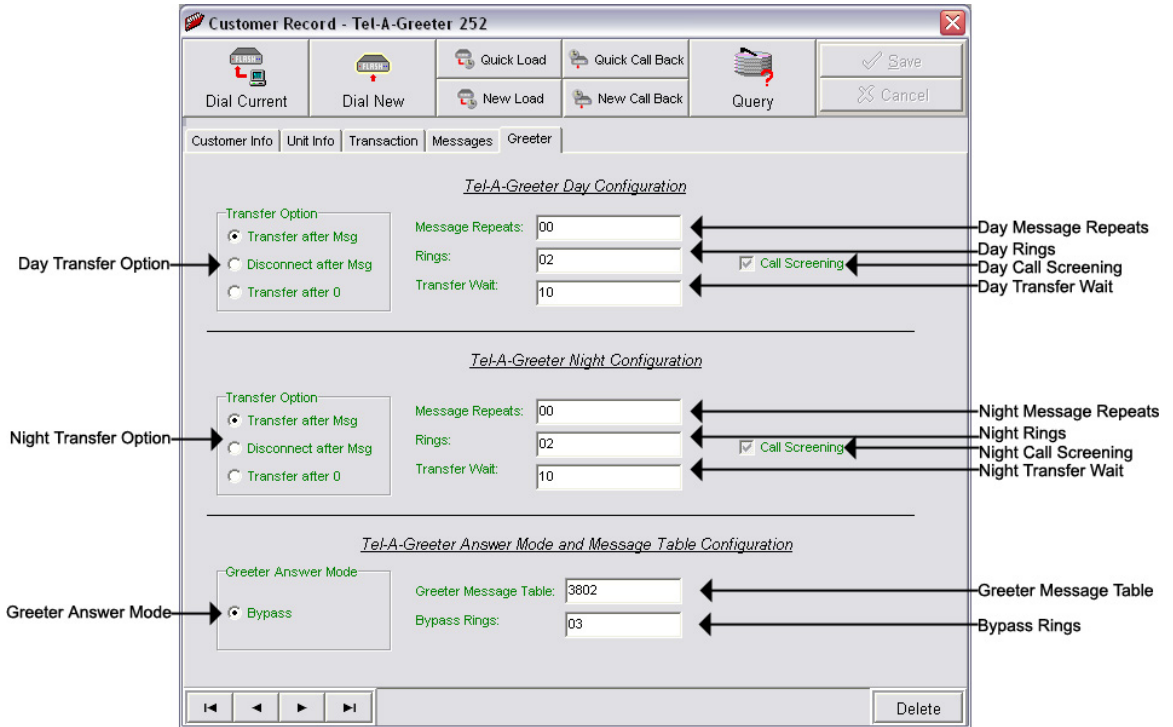 Customer Record - Tel-A-Greeter 252
FLASH
Dial Current
FLASH
Dial New
Quick Load
Quick Call Back
New Load
New Call Back
Query
Save
Cancel
Customer Info
Unit Info
Transaction
Messages
Greeter
Tel-A-Greeter Day Configuration
Day Transfer Option
Transfer Option
Transfer after Msg
Disconnect after Msg
Transfer after 0
Message Repeats: 00
Rings: 02
Transfer Wait: 10
Call Screening
Day Message Repeats
Day Rings
Day Call Screening
Day Transfer Wait
Tel-A-Greeter Night Configuration
Night Transfer Option
Transfer Option
Transfer after Msg
Disconnect after Msg
Transfer after 0
Message Repeats: 00
Rings: 02
Transfer Wait: 10
Call Screening
Night Message Repeats
Night Rings
Night Call Screening
Night Transfer Wait
Tel-A-Greeter Answer Mode and Message Table Configuration
Greeter Answer Mode
Greeter Answer Mode
Bypass
Greeter Message Table: 3802
Bypass Rings: 03
Greeter Message Table
Bypass Rings
Delete